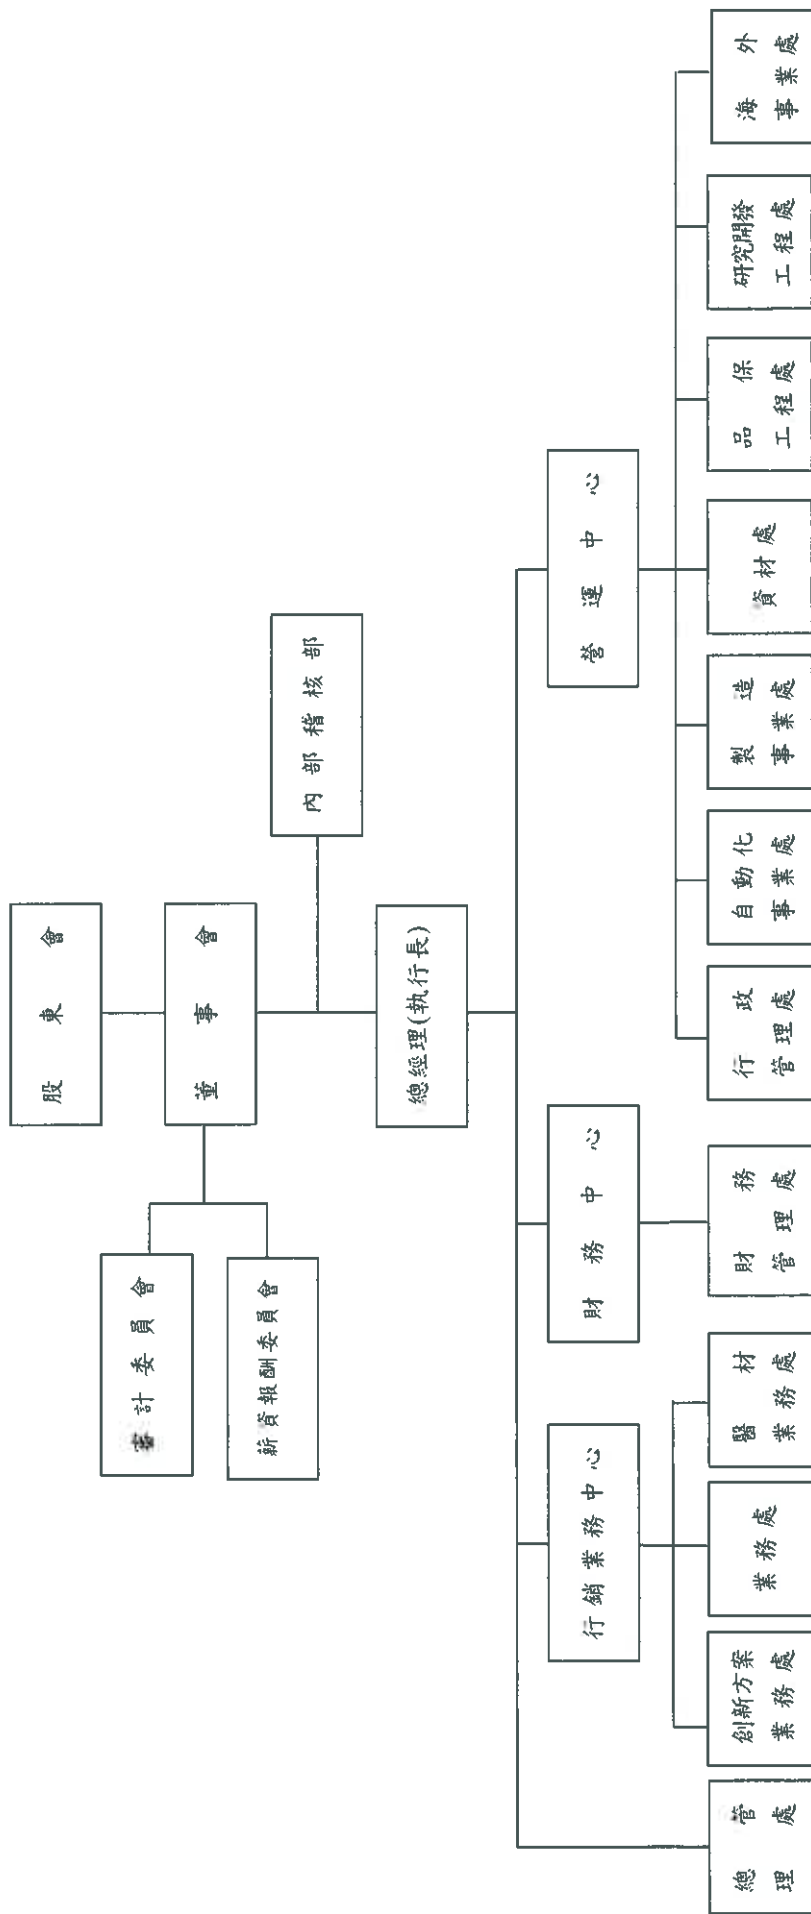 股東會
董事會
審計委員會
薪資報酬委員會
內部稽核部
總經理(執行長)
行銷業務中心
財務中心
營運中心
總管
理處
創新方案
業務處
業務處
醫材
業務處
財務
管理處
行政
管理處
自動化
事業處
製造
事業處
資材處
品保
工程處
研究開發
工程處
海外
事業處